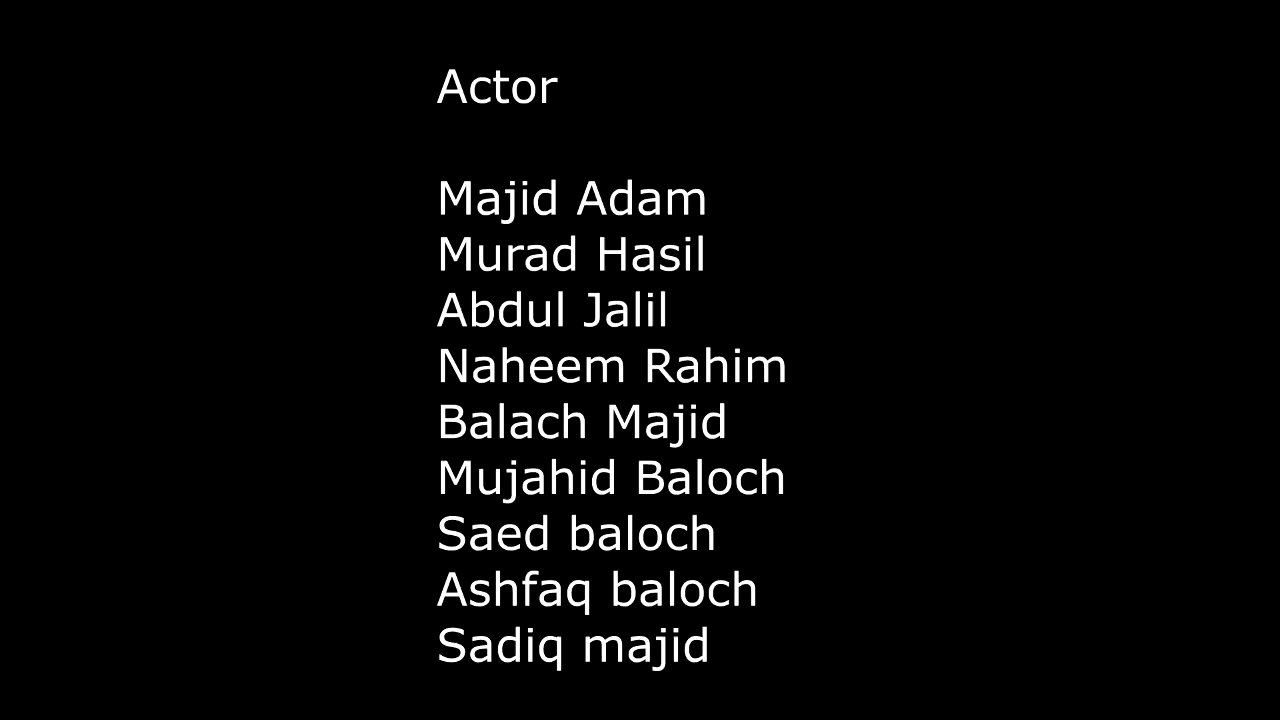 Actor
Majid Adam
Murad Hasil
Abdul Jalil
Naheem Rahim
Balach Majid
Mujahid Baloch
Saed baloch
Ashfaq baloch
Sadiq majid